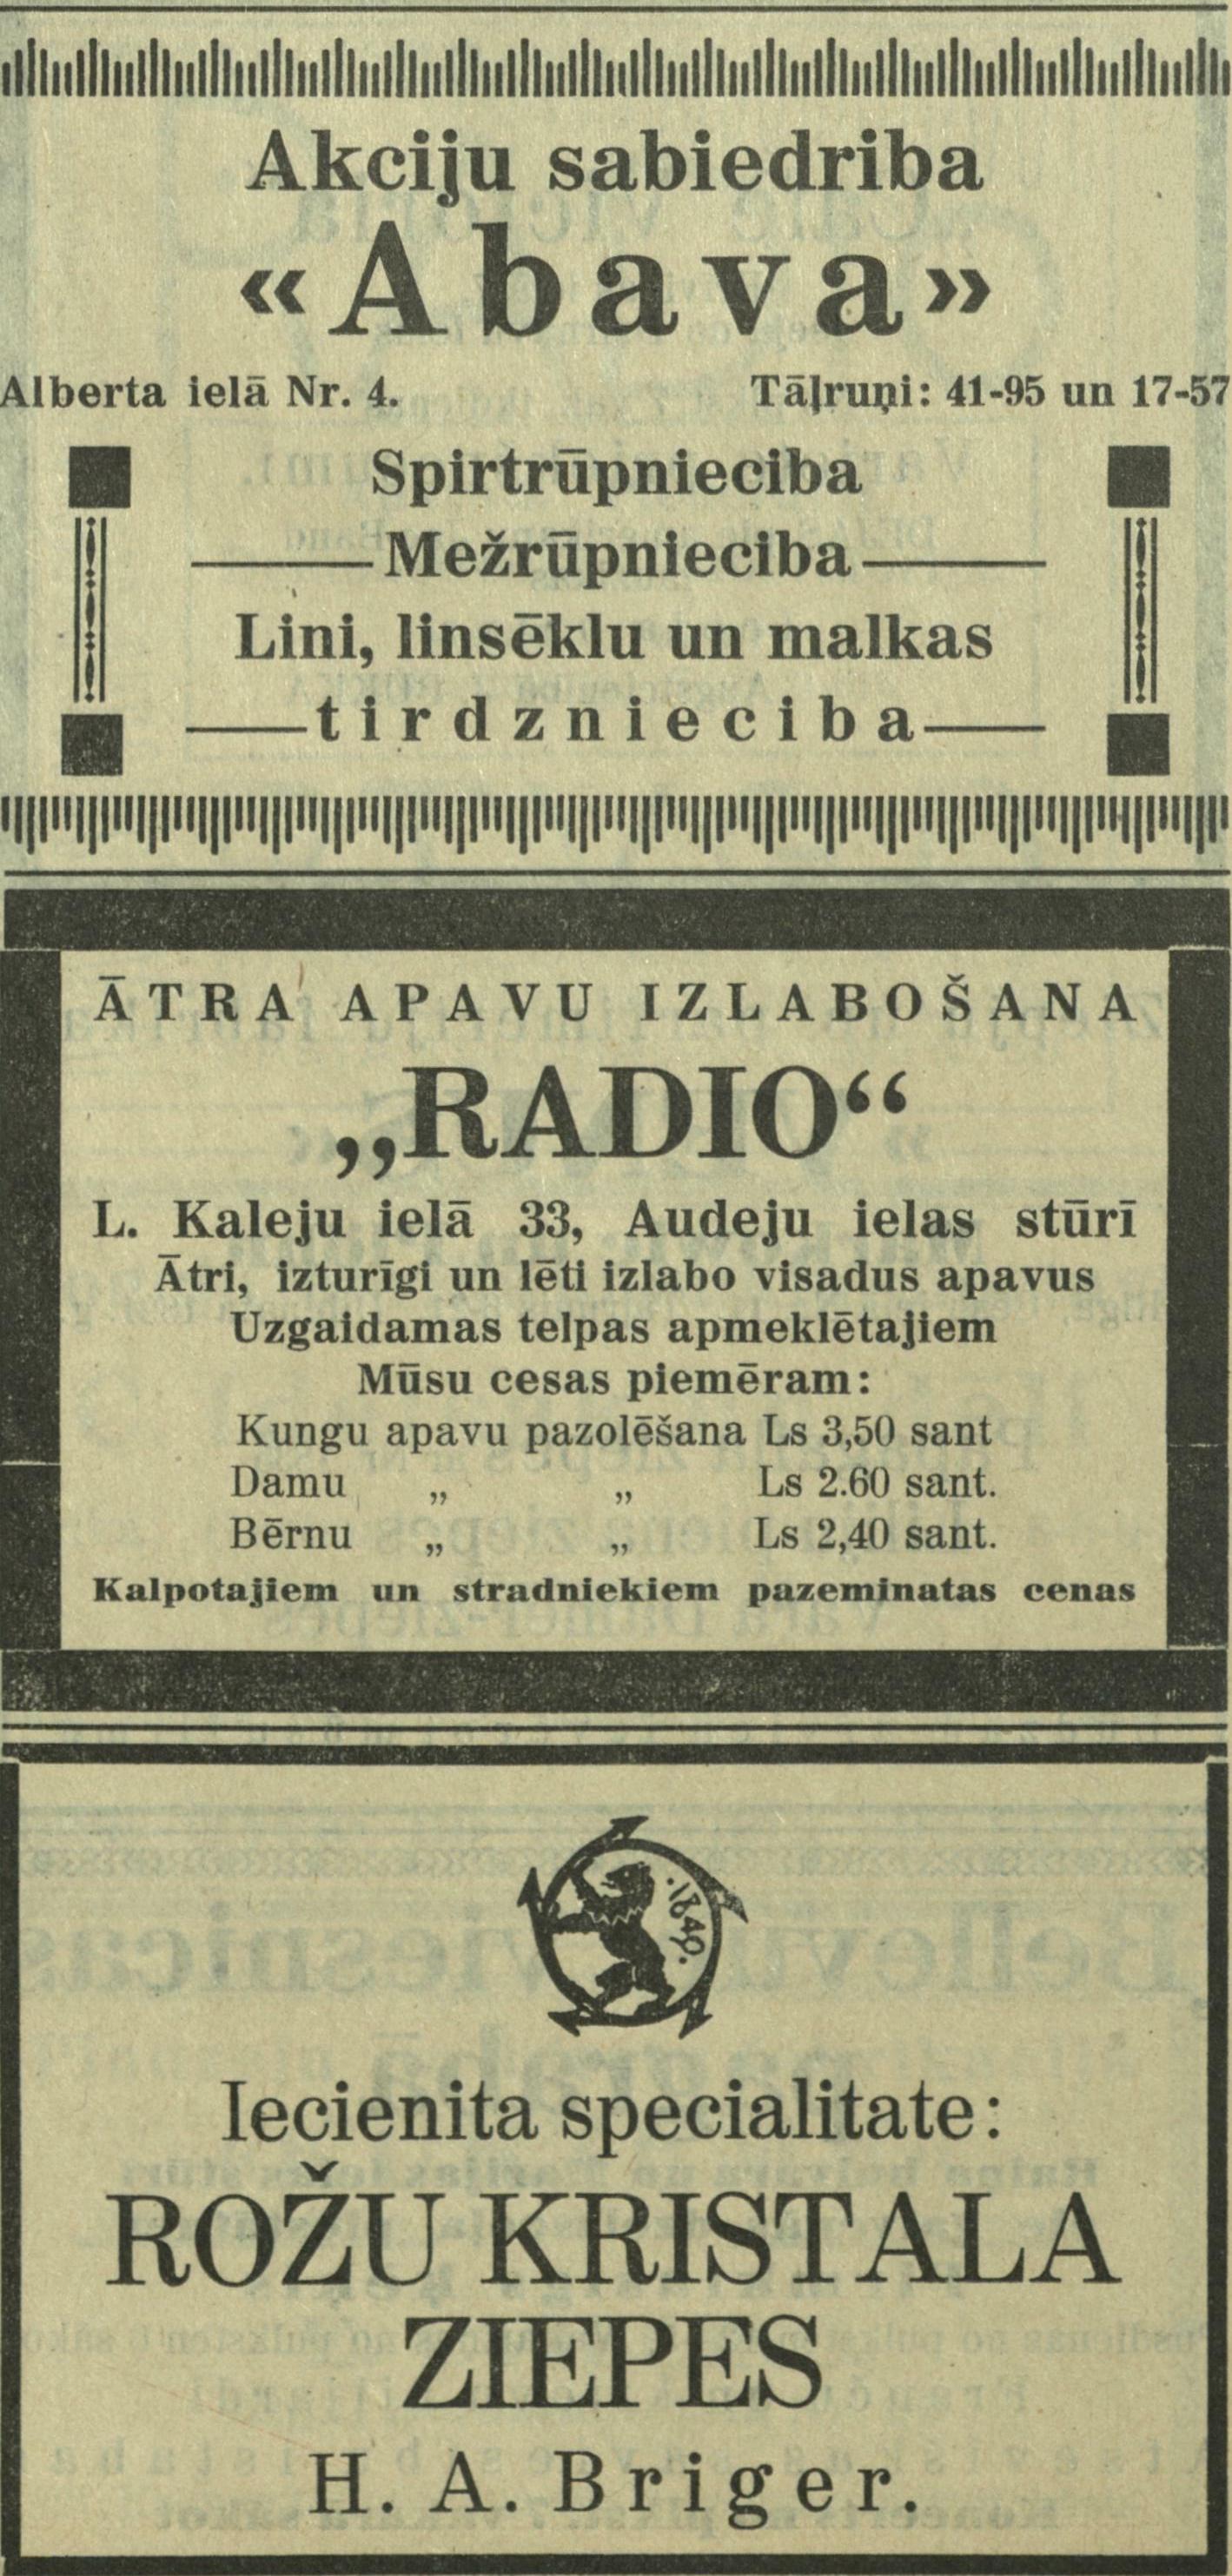 Akciju sabiedriba
«Abava»
Alberta ielā Nr. 4. Tāļruņi: 41-95 un 17-57
Spirtrūpnieciba
Mežrūpnieciba
Lini, linsēklu un malkas
tirdznieciba
ĀTRA APAVU IZLABOŠANA
„RADIO“
L. Kaleju ielā 33, Audeju ielas stūrī
Ātri, izturīgi un lēti izlabo visadus apavus
Uzgaidamas telpas apmeklētajiem
Mūsu cesas piemēram:
Kungu apavu pazolēšana Ls 3,50 sant
Damu „ „ Ls 2.60 sant.
Bērnu „ „ Ls 2,40 sant.
Kalpotajiem un stradniekiem pazeminatas cenas
·1849·
Iecienita specialitate:
ROŽU KRISTALA
ZIEPES
H. A. Briger.